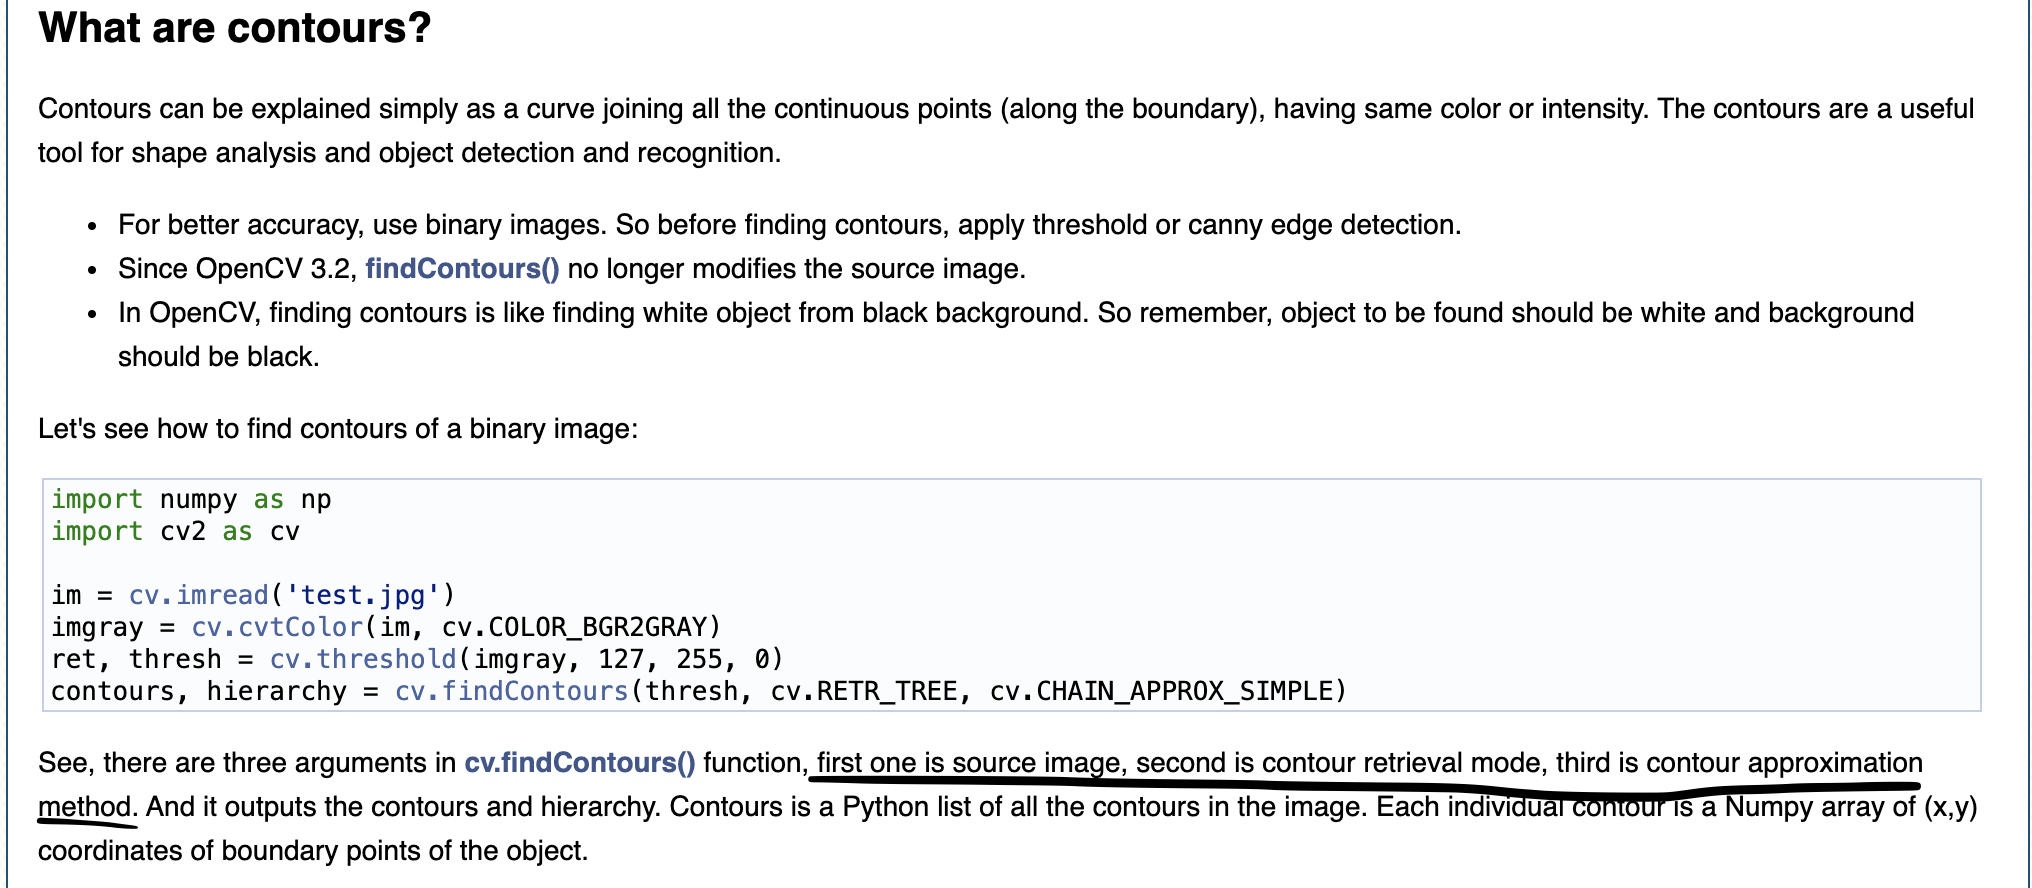 What are contours?
Contours can be explained simply as a curve joining all the continuous points (along the boundary), having same color or intensity. The contours are a useful
tool for shape analysis and object detection and recognition.
• For better accuracy, use binary images. So before finding contours, apply threshold or canny edge detection.
• Since OpenCV 3.2, findContours() no longer modifies the source image.
• In OpenCV, finding contours is like finding white object from black background. So remember, object to be found should be white and background
should be black.
Let's see how to find contours of a binary image:
import numpy as np
import cv2 as cv
im = cv.imread('test.jpg')
imgray = cv.cvtColor(im, cv.COLOR_BGR2GRAY)
ret, thresh = cv.threshold(imgray, 127, 255, 0)
contours, hierarchy = cv.findContours(thresh, cv.RETR_TREE, cv.CHAIN_APPROX_SIMPLE)
See, there are three arguments in cv.findContours() function, first one is source image, second is contour retrieval mode, third is contour approximation
method. And it outputs the contours and hierarchy. Contours is a Python list of all the contours in the image. Each individual contour is a Numpy array of (x,y)
coordinates of boundary points of the object.